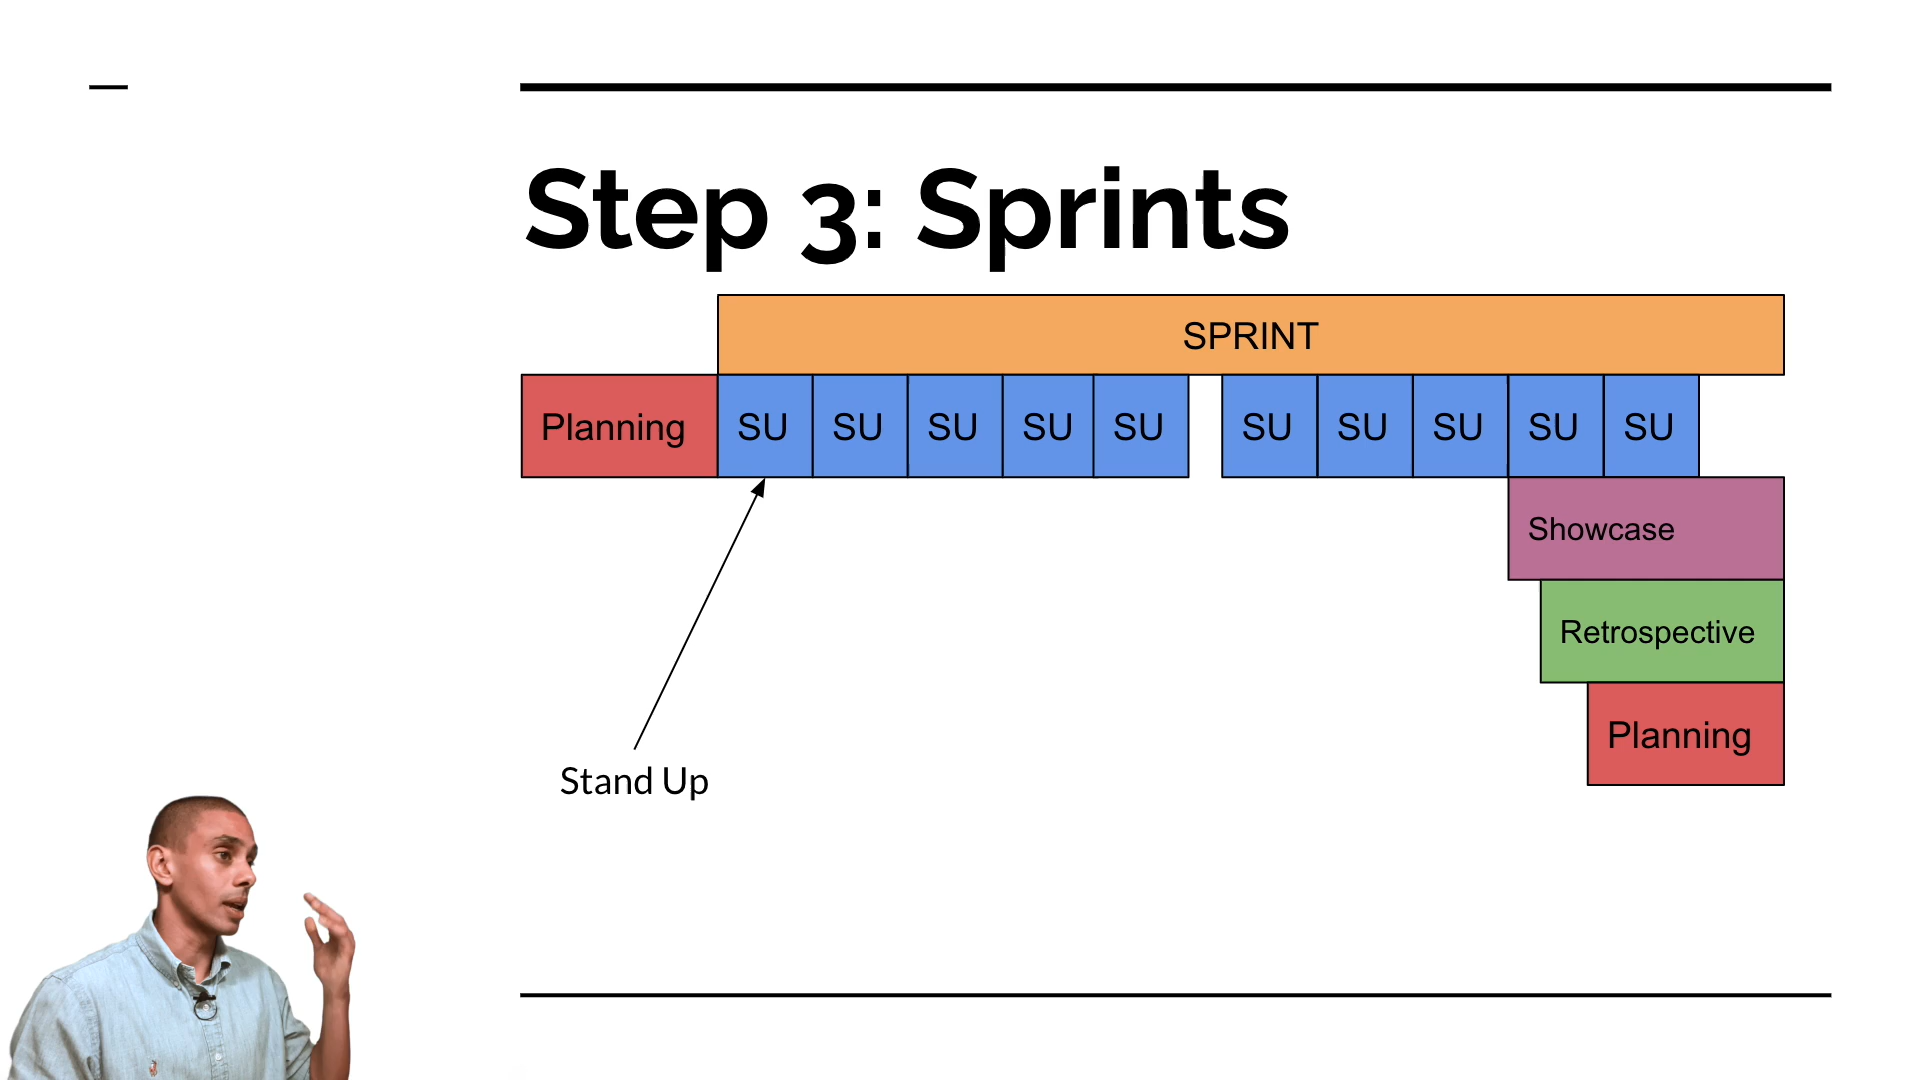 Step 3: Sprints
SPRINT
Planning SU SU SU SU SU SU SU SU SU SU
Showcase
Retrospective
Planning
Stand Up